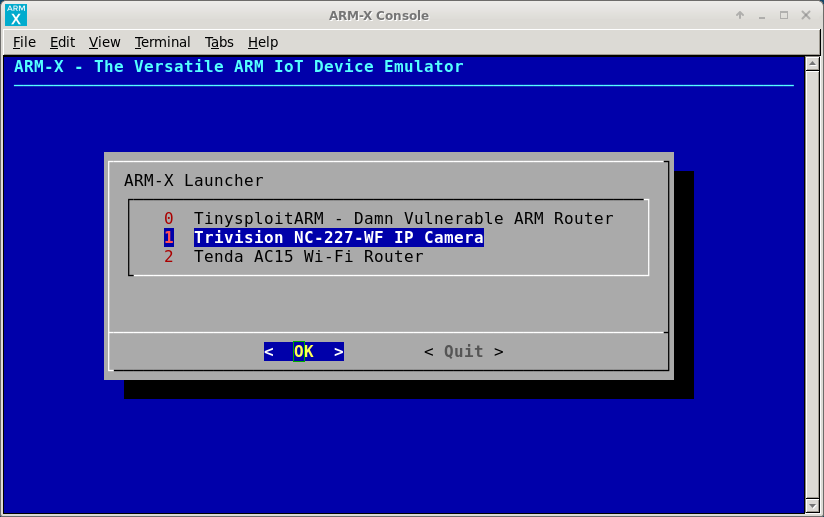 ARM
X
ARM-X Console
File Edit View Terminal Tabs Help
ARM-X - The Versatile ARM IoT Device Emulator
ARM-X Launcher
0 TinysploitARM - Damn Vulnerable ARM Router
1 Trivision NC-227-WF IP Camera
2 Tenda AC15 Wi-Fi Router
< OK > < Quit >